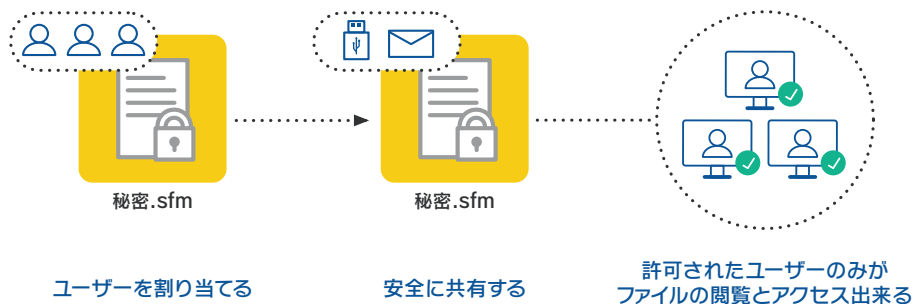 秘密.sfm
秘密.sfm
ユーザーを割り当てる
安全に共有する
許可されたユーザーのみが
ファイルの閲覧とアクセス出来る